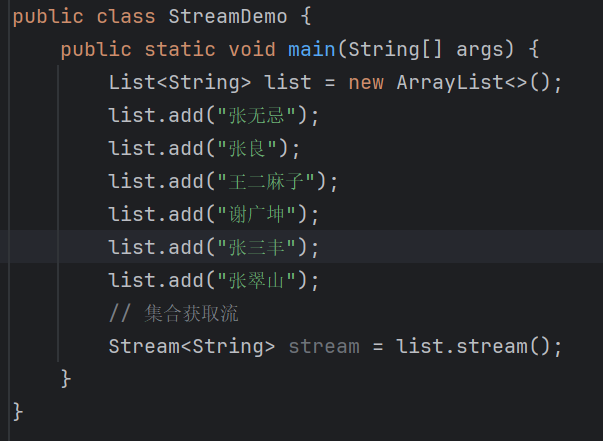 public class StreamDemo {
public static void main(String[] args) {
List<String> list = new ArrayList<>();
list.add("张无忌");
list.add("张良");
list.add("王二麻子");
list.add("谢广坤");
list.add("张三丰");
list.add("张翠山");
// 集合获取流
Stream<String> stream = list.stream();
}
}